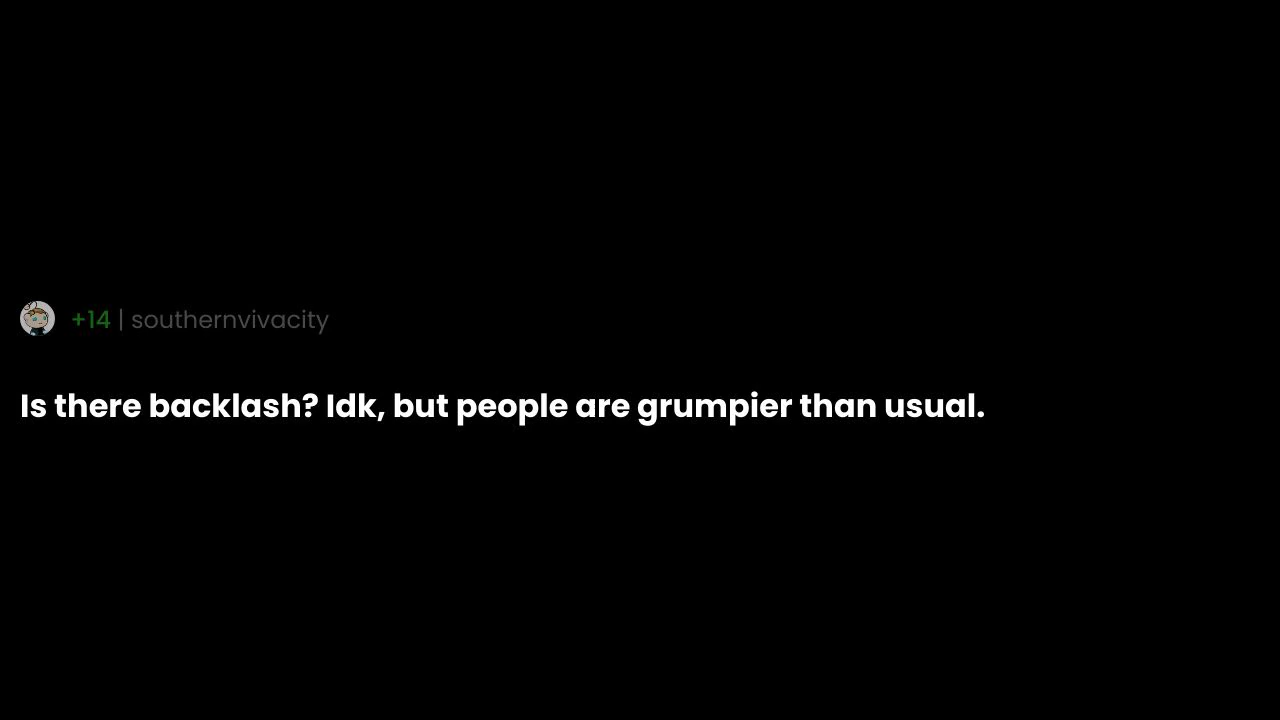 +14 | southernvivacity
Is there backlash? Idk, but people are grumpier than usual.